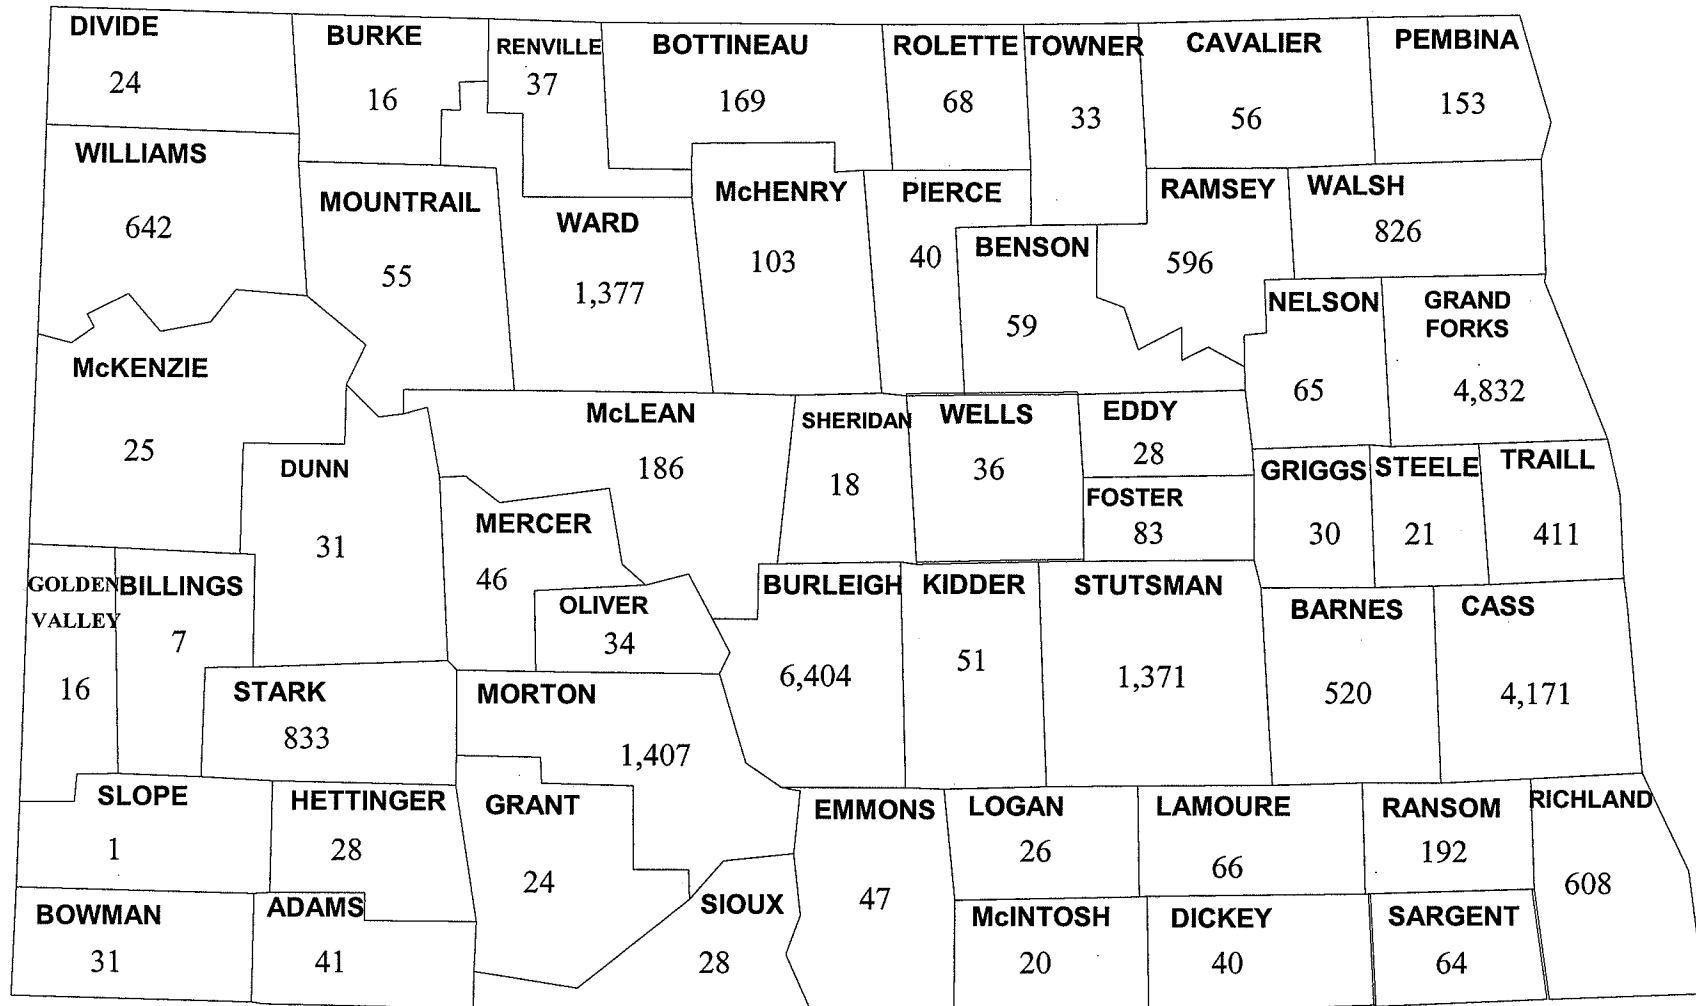 DIVIDE
24
BURKE
16
RENVILLE
37
BOTTINEAU
169
ROLETTE
68
TOWNER
33
CAVALIER
56
PEMBINA
153
WILLIAMS
642
MOUNTRAIL
55
WARD
1,377
McHENRY
103
PIERCE
40
BENSON
59
RAMSEY
596
WALSH
826
NELSON
65
GRAND
FORKS
4,832
McKENZIE
25
DUNN
31
McLEAN
186
MERCER
46
OLIVER
34
SHERIDAN
18
WELLS
36
EDDY
28
FOSTER
83
GRIGGS
30
STEELE
21
TRAILL
411
GOLDEN
VALLEY
16
BILLINGS
7
STARK
833
MORTON
1,407
BURLEIGH
6,404
KIDDER
51
STUTSMAN
1,371
BARNES
520
CASS
4,171
SLOPE
1
HETTINGER
28
GRANT
24
EMMONS
47
LOGAN
26
LAMOURE
66
RANSOM
192
RICHLAND
608
BOWMAN
31
ADAMS
41
SIOUX
28
McINTOSH
20
DICKEY
40
SARGENT
64